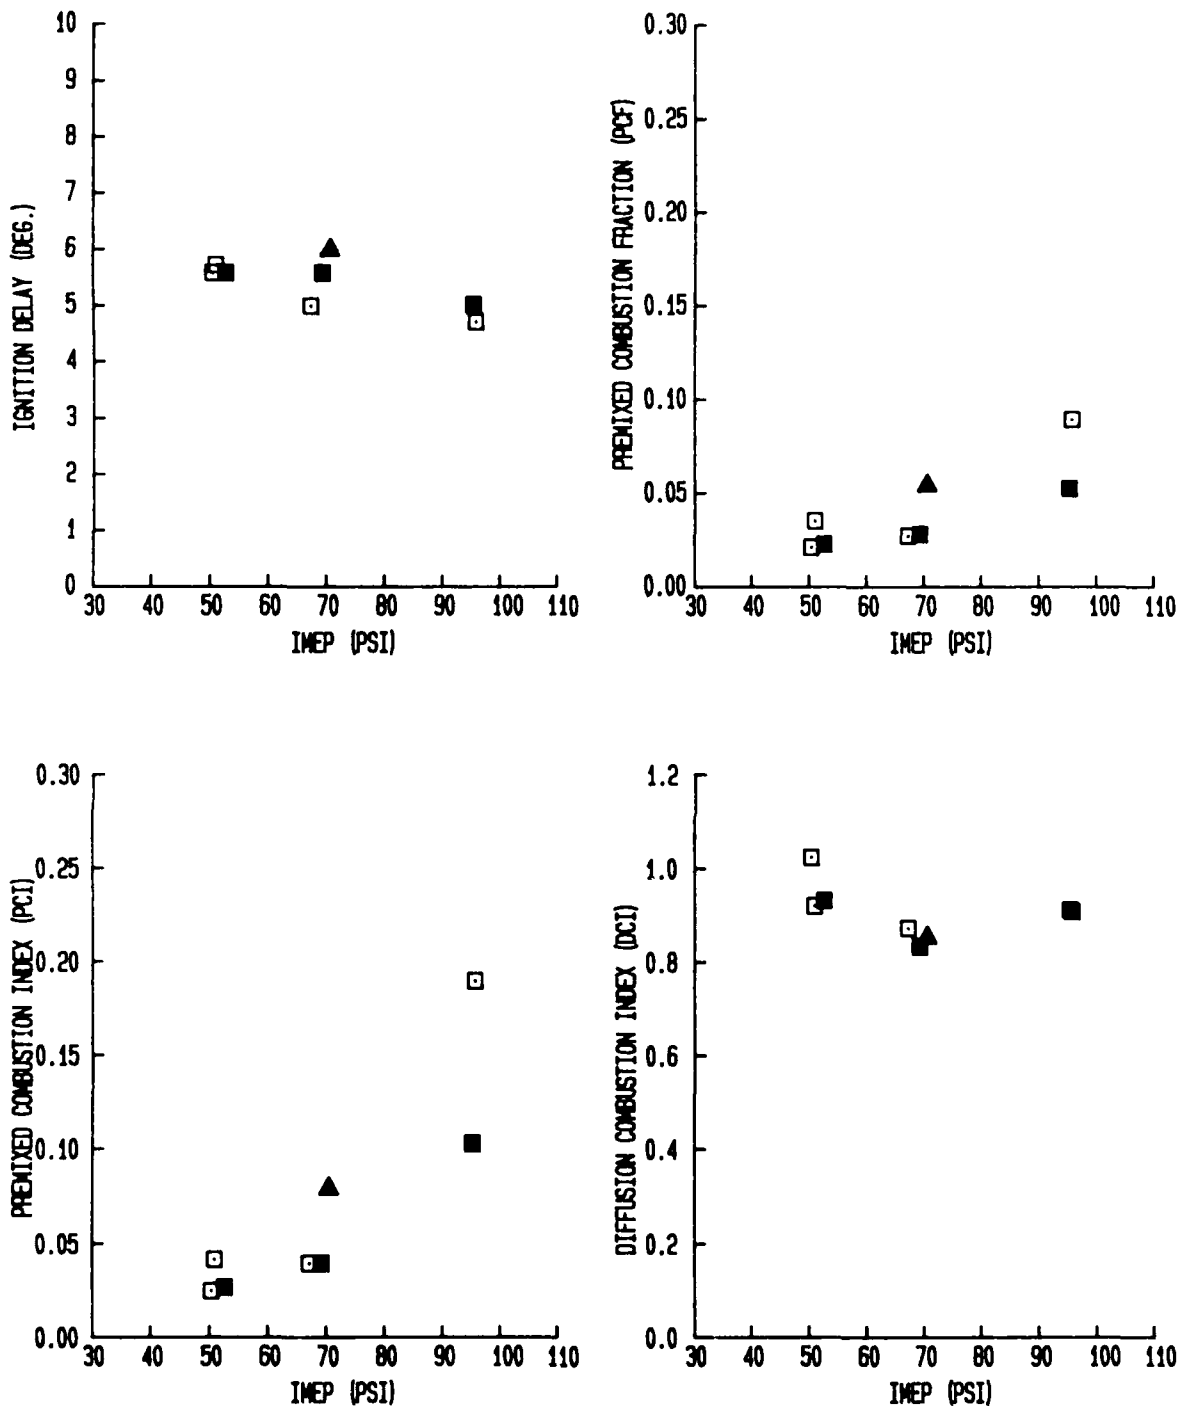 IGNITION DELAY (DEG.)
10
9
8
7
6
5
4
3
2
1
0
30 40 50 60 70 80 90 100 110
IMEP (PSI)
PREMIXED COMBUSTION FRACTION (PCF)
0.30
0.25
0.20
0.15
0.10
0.05
0.00
30 40 50 60 70 80 90 100 110
IMEP (PSI)
PREMIXED COMBUSTION INDEX (PCI)
0.30
0.25
0.20
0.15
0.10
0.05
0.00
30 40 50 60 70 80 90 100 110
IMEP (PSI)
DIFFUSION COMBUSTION INDEX (DCI)
1.2
1.0
0.8
0.6
0.4
0.2
0.0
30 40 50 60 70 80 90 100 110
IMEP (PSI)